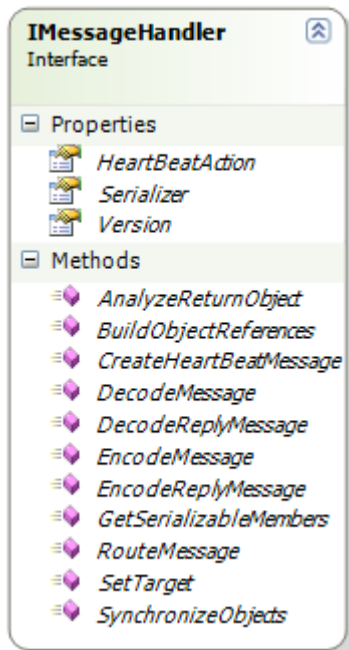 IMessageHandler
Interface
Properties
HeartBeatAction
Serializer
Version
Methods
AnalyzeReturnObject
BuildObjectReferences
CreateHeartBeatMessage
DecodeMessage
DecodeReplyMessage
EncodeMessage
EncodeReplyMessage
GetSerializableMembers
RouteMessage
SetTarget
SynchronizeObjects